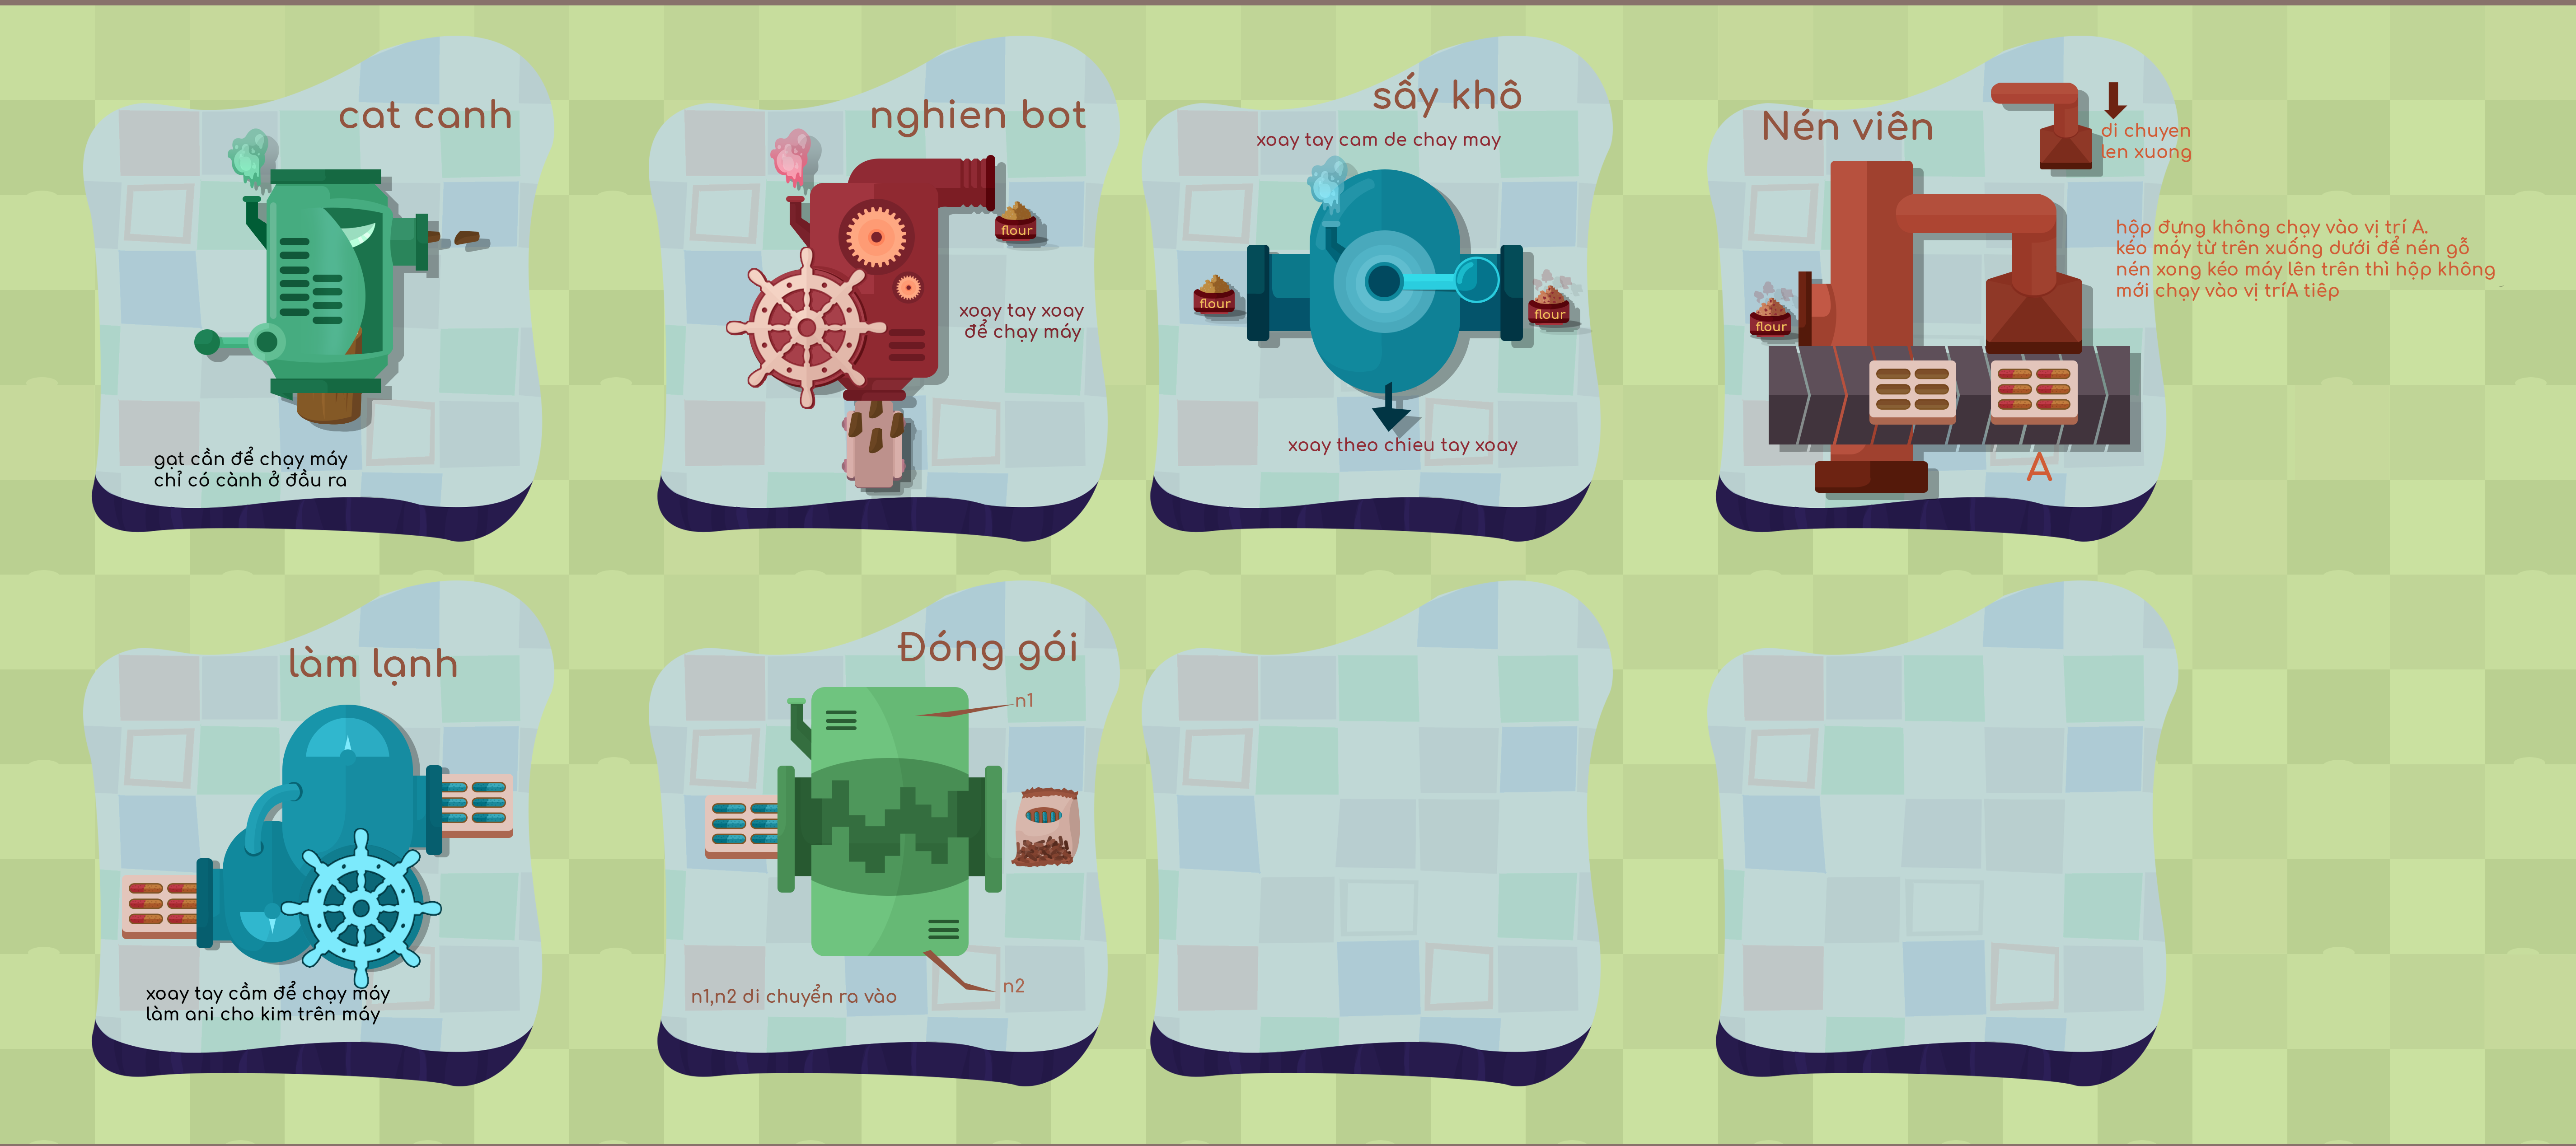 cat canh
gạt cần để chạy máy
chỉ có cành ở đầu ra
nghien bot
flour
xoay tay xoay
để chạy máy
sấy khô
xoay tay cam de chay may
flour
flour
xoay theo chieu tay xoay
Nén viên
di chuyen
len xuong
hộp đựng không chạy vào vị trí A.
kéo máy từ trên xuống dưới để nén gỗ
nén xong kéo máy lên trên thì hộp không
mới chạy vào vị tríA tiêp
flour
A
làm lạnh
xoay tay cầm để chạy máy
làm ani cho kim trên máy
Đóng gói
n1
n2
n1,n2 di chuyển ra vào